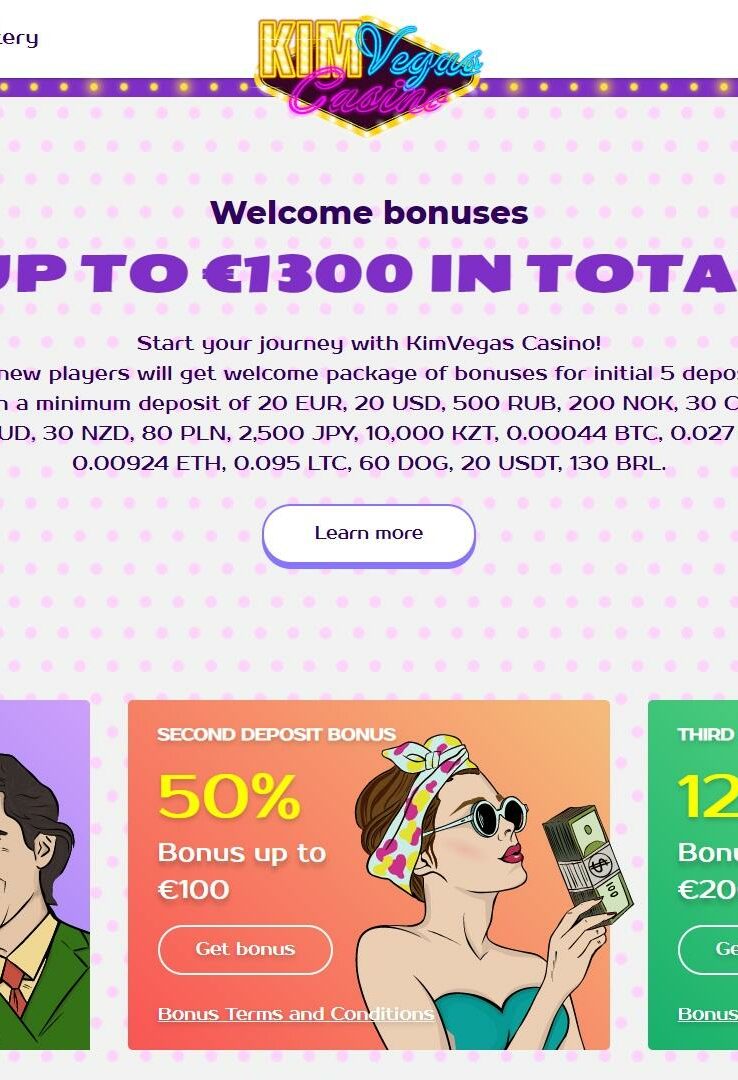 ery
KIM Vegas
Casino
Welcome bonuses
UP TO €1300 IN TOTA
Start your journey with KimVegas Casino!
new players will get welcome package of bonuses for initial 5 depos
n a minimum deposit of 20 EUR, 20 USD, 500 RUB, 200 NOK, 30 C
UD, 30 NZD, 80 PLN, 2,500 JPY, 10,000 KZT, 0.00044 BTC, 0.027
0.00924 ETH, 0.095 LTC, 60 DOG, 20 USDT, 130 BRL.
Learn more
SECOND DEPOSIT BONUS
50%
Bonus up to
€100
Get bonus
Bonus Terms and Conditions
100
THIRD
12
Bonu
€20
Ge
Bonus